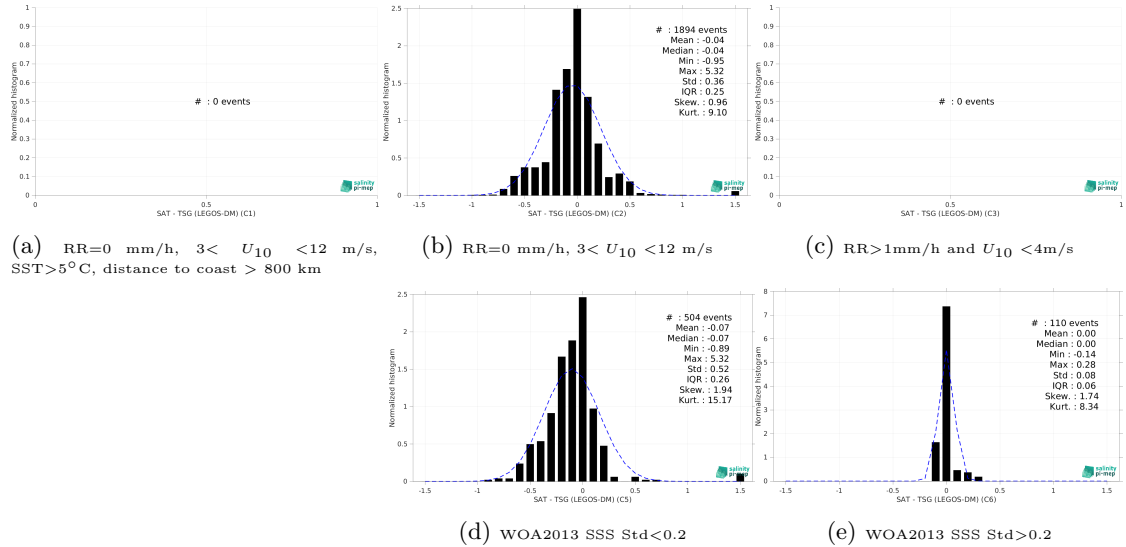 1
0.9
0.8
0.7
0.6
0.5
0.4
0.3
0.2
0.1
0
Normalized histogram
# : 0 events
0 0.5 1
SAT - TSG (LEGOS-DM) (C1)
salinity
pi-mep
(a) RR=0 mm/h, 3< U10 <12 m/s,
SST>5°C, distance to coast > 800 km
2.5
2
1.5
1
0.5
0
Normalized histogram
# : 1894 events
Mean : -0.04
Median : -0.04
Min : -0.95
Max : 5.32
Std : 0.36
IQR : 0.25
Skew. : 0.96
Kurt. : 9.10
-1.5 -1 -0.5 0 0.5 1 1.5
SAT - TSG (LEGOS-DM) (C2)
salinity
pi-mep
(b) RR=0 mm/h, 3< U10 <12 m/s
1
0.9
0.8
0.7
0.6
0.5
0.4
0.3
0.2
0.1
0
Normalized histogram
# : 0 events
0 0.5 1
SAT - TSG (LEGOS-DM) (C3)
salinity
pi-mep
(c) RR>1mm/h and U10 <4m/s
2.5
2
1.5
1
0.5
0
Normalized histogram
# : 504 events
Mean : -0.07
Median : -0.07
Min : -0.89
Max : 5.32
Std : 0.52
IQR : 0.26
Skew. : 1.94
Kurt. : 15.17
-1.5 -1 -0.5 0 0.5 1 1.5
SAT - TSG (LEGOS-DM) (C5)
salinity
pi-mep
(d) WOA2013 SSS Std<0.2
8
7
6
5
4
3
2
1
0
Normalized histogram
# : 110 events
Mean : 0.00
Median : 0.00
Min : -0.14
Max : 0.28
Std : 0.08
IQR : 0.06
Skew. : 1.74
Kurt. : 8.34
-1.5 -1 -0.5 0 0.5 1 1.5
SAT - TSG (LEGOS-DM) (C6)
salinity
pi-mep
(e) WOA2013 SSS Std>0.2